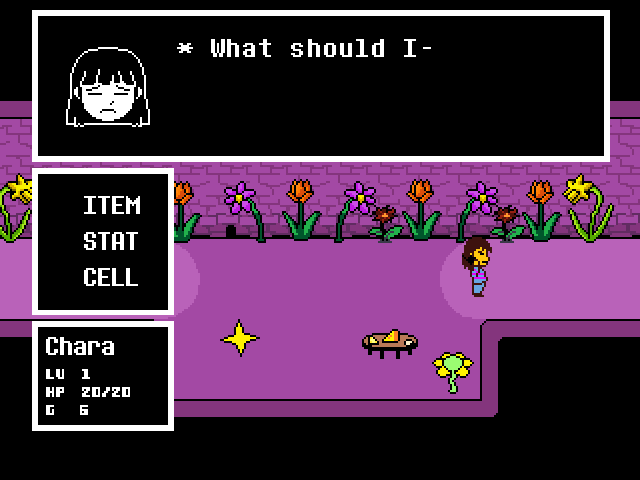 * What should I-
ITEM
STAT
CELL
Chara
LV 1
HP 20/20
G 6